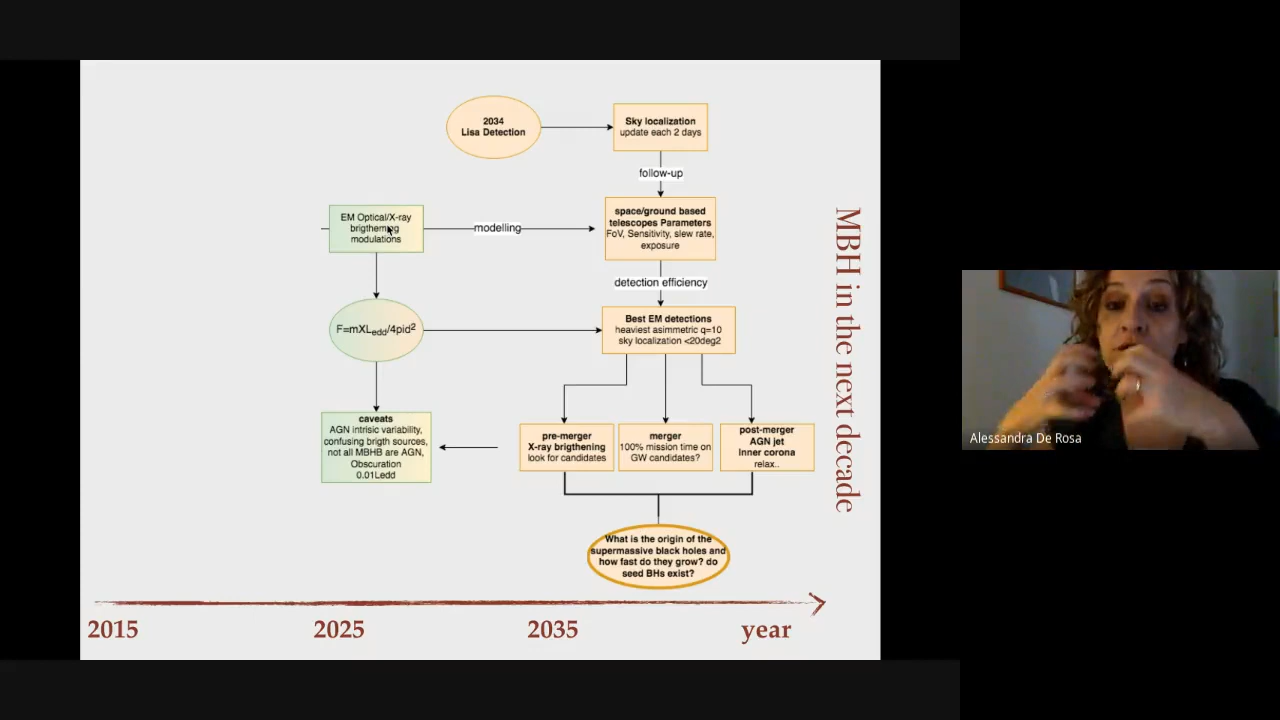 2034
Lisa Detection
Sky localization
update each 2 days
follow-up
EM Optical/X-ray
brigthening
modulations
modelling
space/ground based
telescopes Parameters
FoV, Sensitivity, slew rate,
exposure
detection efficiency
F=mXLedd/4pid2
Best EM detections
heaviest asimmetric q=10
sky localization <20deg2
caveats
AGN intrisic variability,
confusing brigth sources,
not all MBHB are AGN,
Obscuration
0.01Ledd
pre-merger
X-ray brigthening
look for candidates
merger
100% mission time on
GW candidates?
post-merger
AGN jet
Inner corona
relax..
What is the origin of the
supermassive black holes and
how fast do they grow? do
seed BHs exist?
MBH in the next decade
2015
2025
2035
year
Alessandra De Rosa